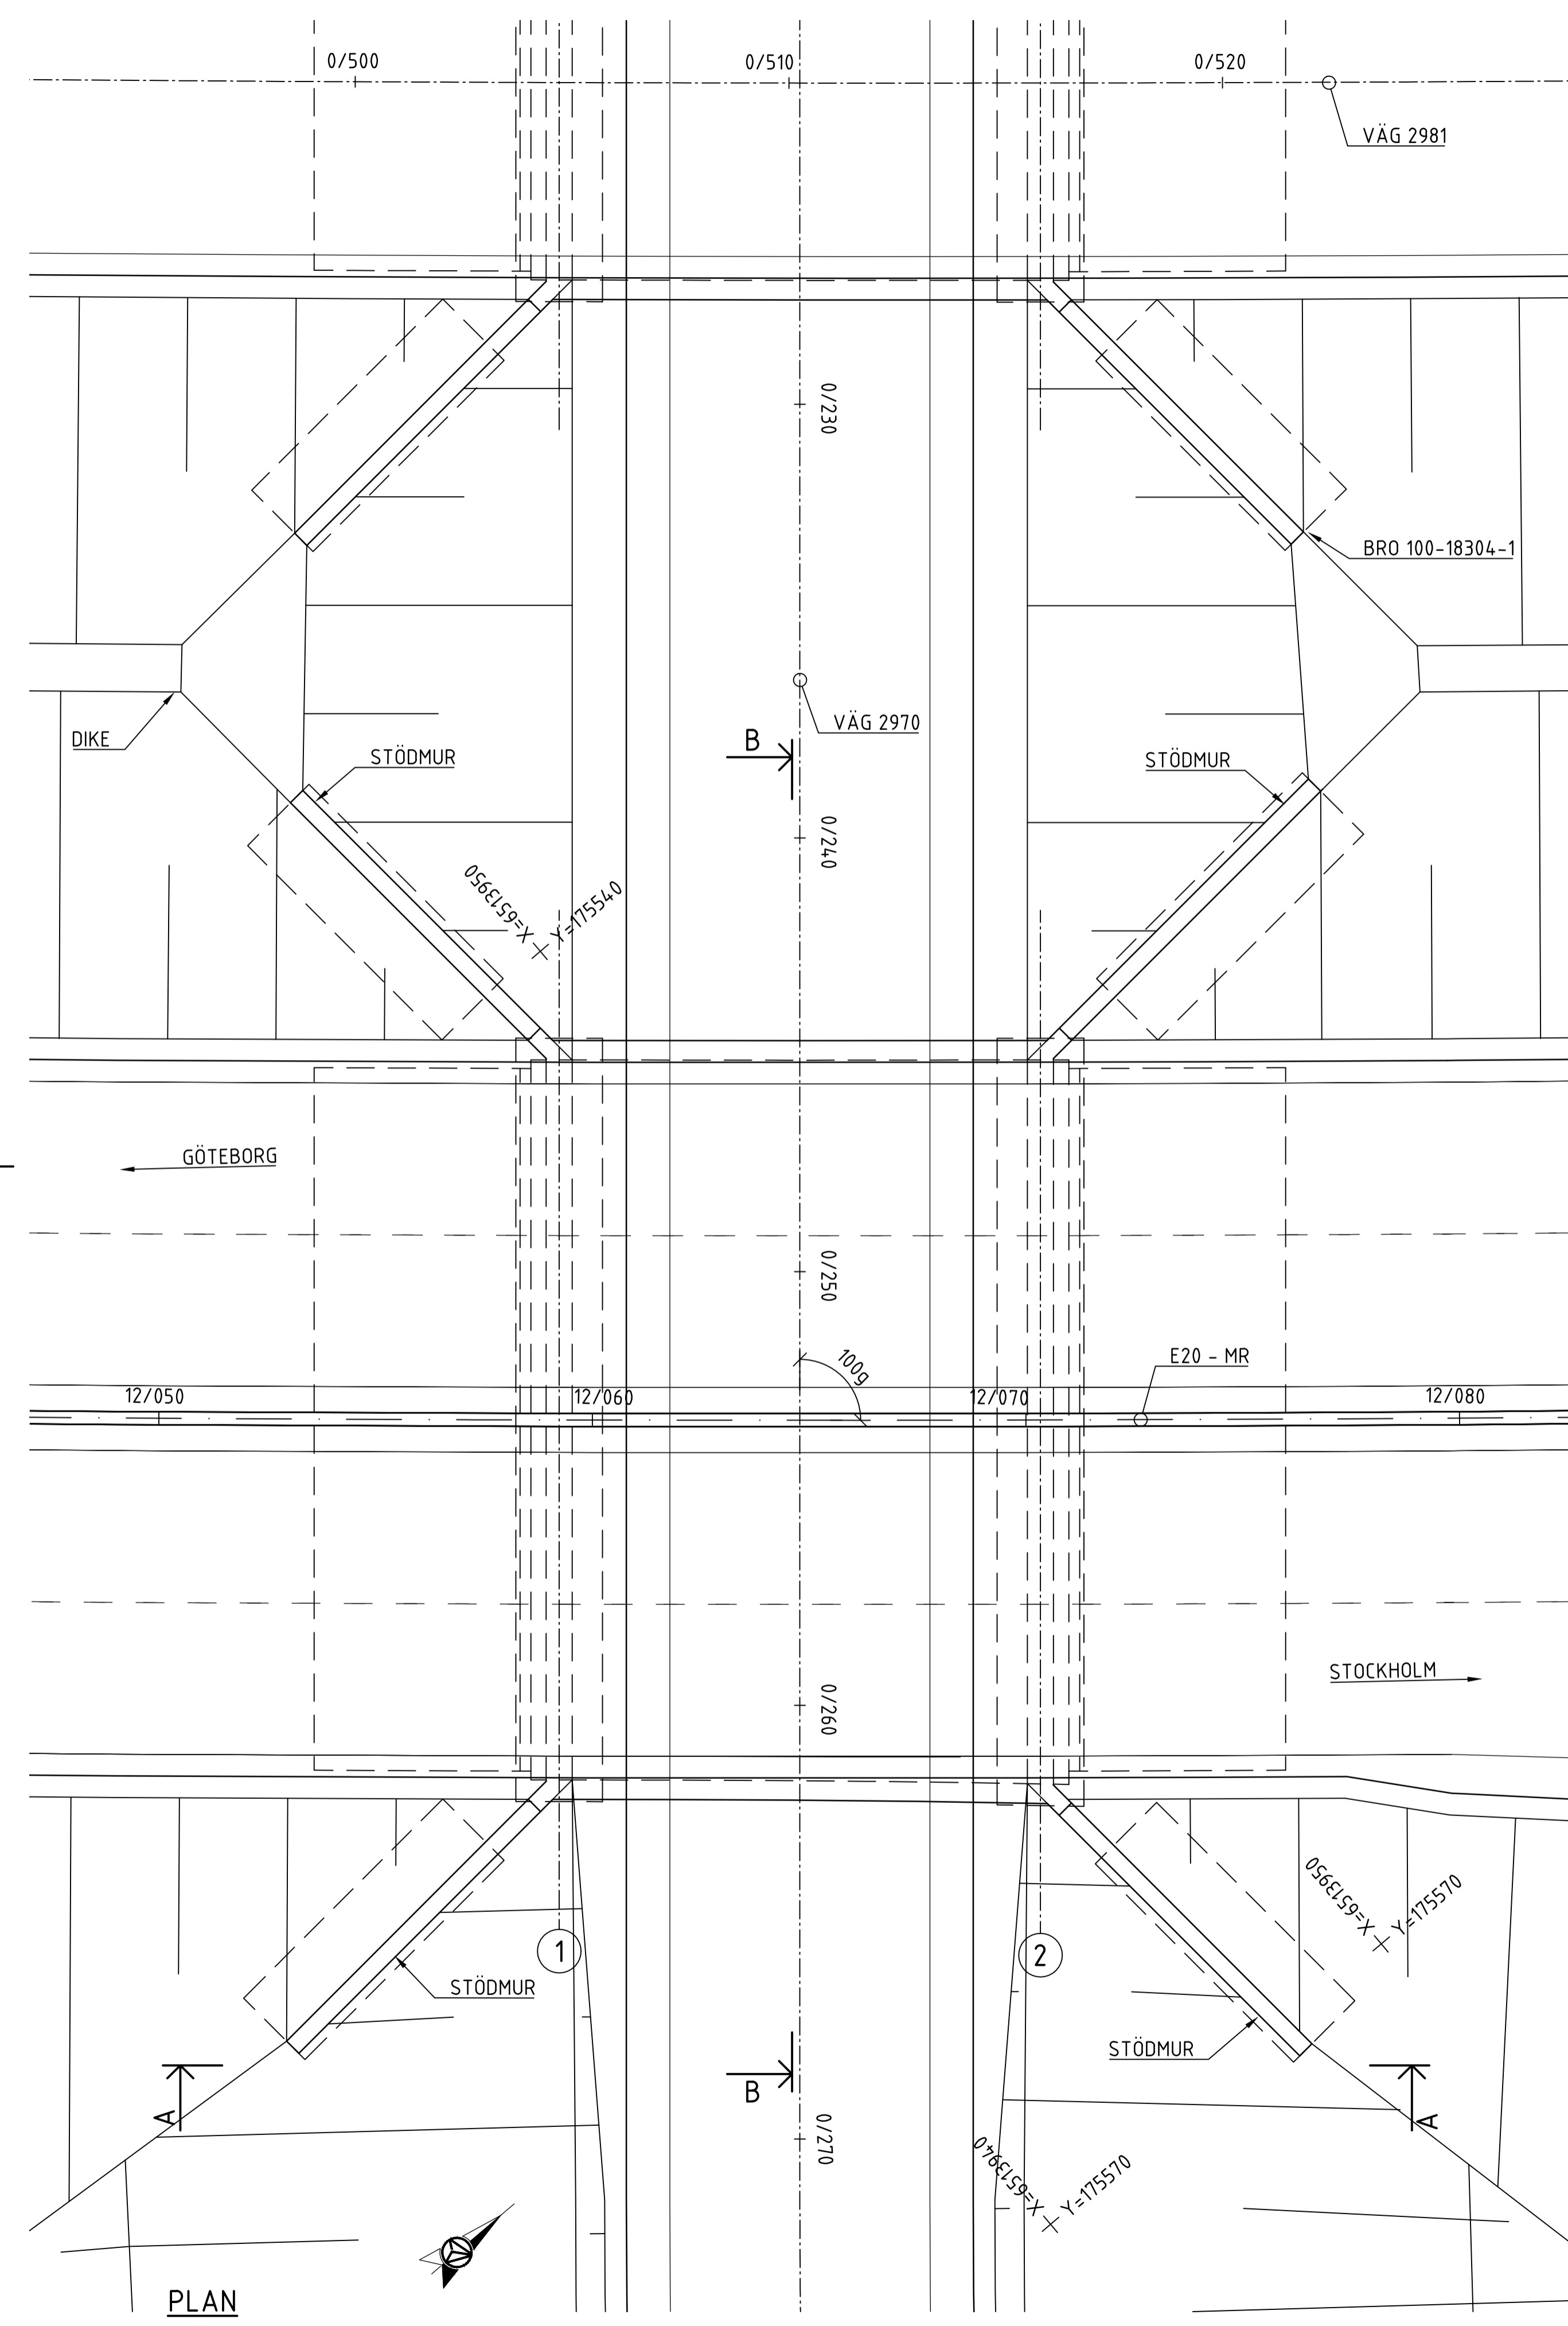 0/500
0/510
0/520
VÄG 2981
0/230
BRO 100-18304-1
VÄG 2970
DIKE
B
STÖDMUR
STÖDMUR
0/240
X=6513950
Y=175540
GÖTEBORG
0/250
E20 - MR
100g
12/050
12/060
12/070
12/080
STOCKHOLM
0/260
X=6513950
Y=175570
1
2
STÖDMUR
STÖDMUR
B
A
A
0/270
X=6513940
Y=175570
PLAN